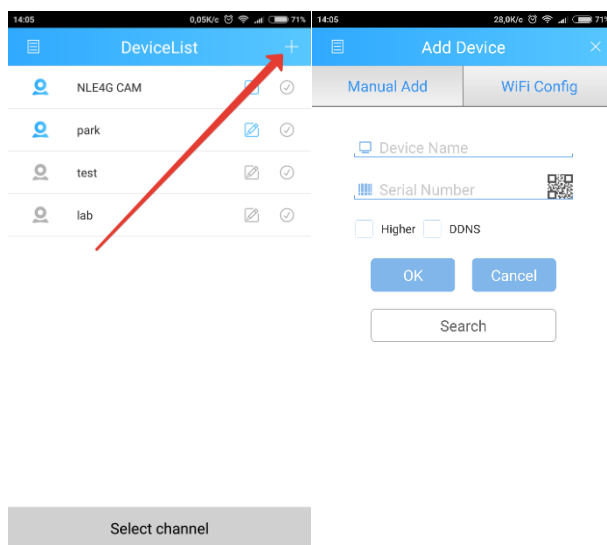 14:05 0,05K/c 71%
DeviceList
NLE4G CAM
park
test
lab
Select channel
14:05 28,0K/c 71%
Add Device
Manual Add WiFi Config
Device Name
Serial Number
Higher DDNS
OK Cancel
Search